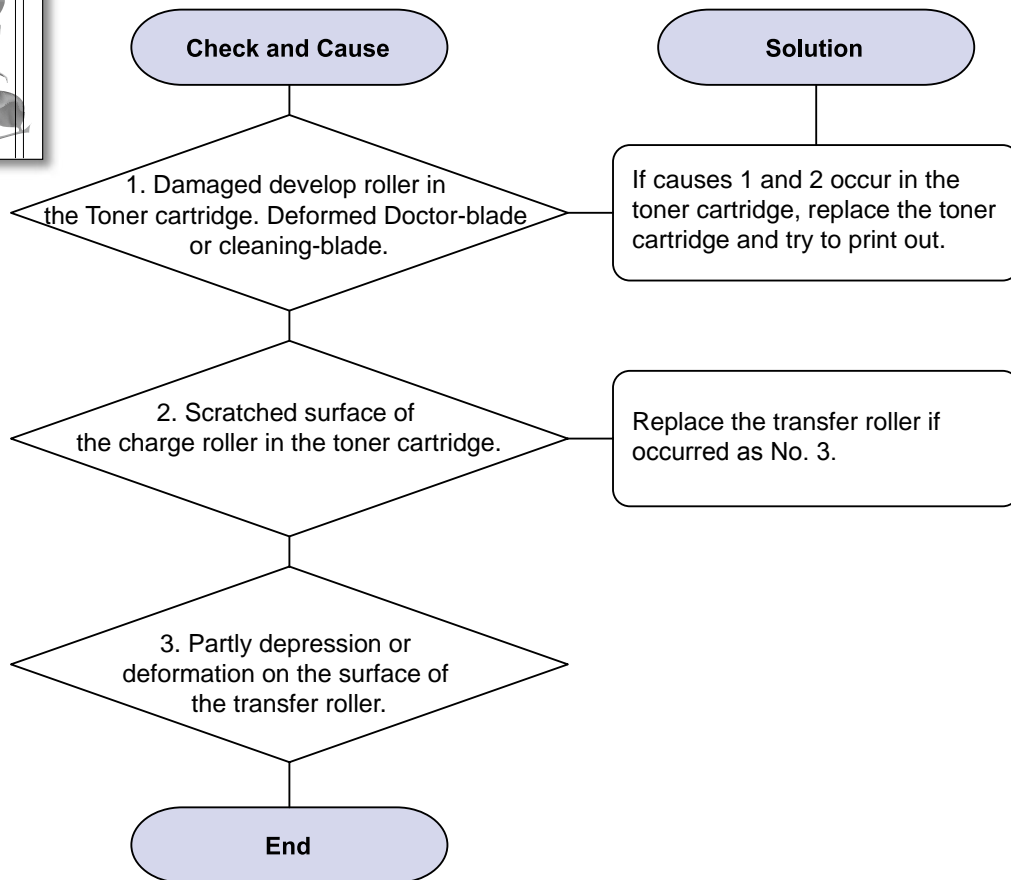 Check and Cause
Solution
1. Damaged develop roller in
the Toner cartridge. Deformed Doctor-blade
or cleaning-blade.
If causes 1 and 2 occur in the
toner cartridge, replace the toner
cartridge and try to print out.
2. Scratched surface of
the charge roller in the toner cartridge.
Replace the transfer roller if
occurred as No. 3.
3. Partly depression or
deformation on the surface of
the transfer roller.
End